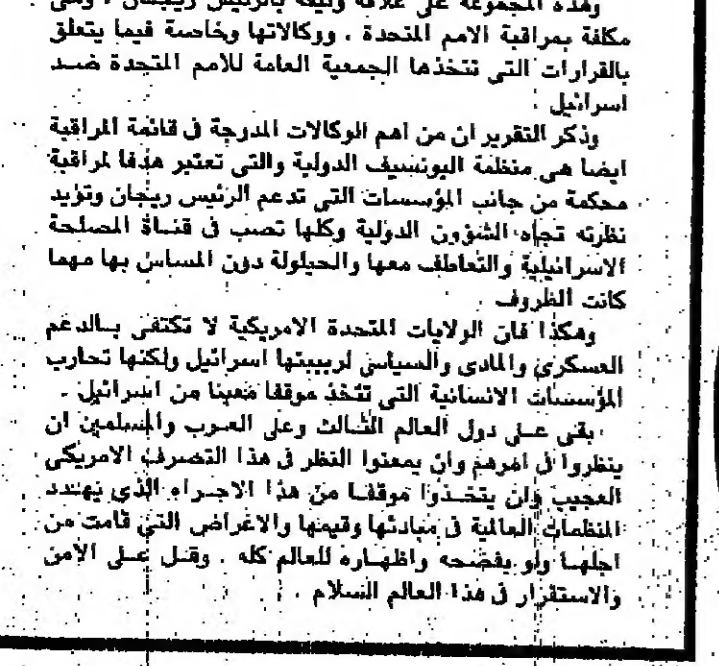 وهذه المجموعة على علاقة وثيقة بالرئيس ريجان ، وهى
مكلفة بمراقبة الامم المتحدة ، ووكالاتها وخاصة فيما يتعلق
بالقرارات التى تتخذها الجمعية العامة للأمم المتحدة ضد
اسرائيل .
وذكر التقرير ان من اهم الوكالات المدرجة فى قائمة المراقبة
ايضا هى منظمة اليونسيف الدولية والتى تعتبر هدفا لمراقبة
محكمة من جانب المؤسسات التى تدعم الرئيس ريجان وتؤيد
نظرته تجاه الشؤون الدولية وكلها تصب فى قناة المصلحة
الاسرائيلية والتعاطف معها والحيلولة دون المساس بها مهما
كانت الظروف .
وهكذا فان الولايات المتحدة الامريكية لا تكتفى بالدعم
العسكرى والمادى والسياسى لربيبتها اسرائيل ولكنها تحارب
المؤسسات الانسانية التى تتخذ موقفا معينا من اسرائيل .
بقى على دول العالم الثالث وعلى العرب والمسلمين ان
ينظروا فى امرهم وان يمعنوا النظر فى هذا التصرف الامريكى
العجيب وان يتخذوا موقفا من هذا الاجراء الذى يهدد
المنظمات العالمية فى مبادئها وقيمها والاغراض التى قامت من
اجلها ولو بفضحه واظهاره للعالم كله . وقل على الأمن
والاستقرار فى هذا العالم السلام .